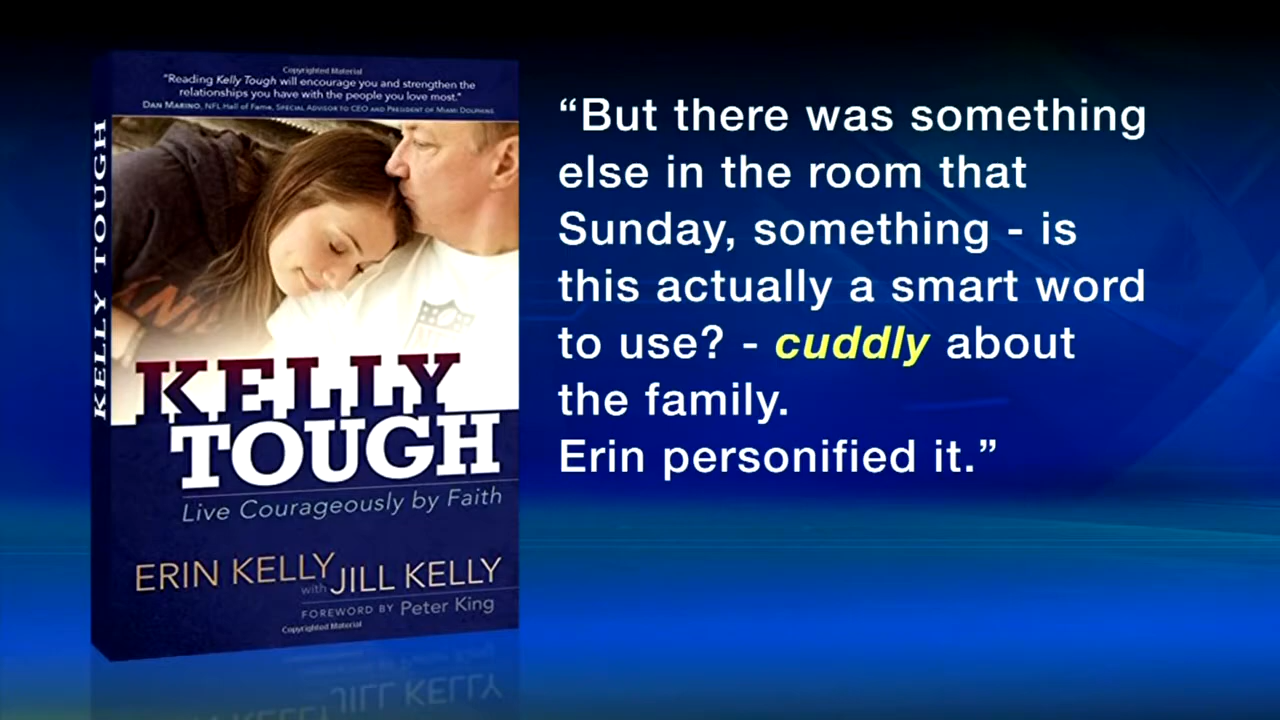 Copyrighted Material
"Reading Kelly Tough will encourage you and strengthen the
relationships you have with the people you love most."
DAN MARINO, NFL Hall of Fame, SPECIAL ADVISOR TO CEO AND PRESIDENT OF MIAMI DOLPHINS
KELLY TOUGH
KELLY
TOUGH
Live Courageously by Faith
ERIN KELLY
with JILL KELLY
FOREWORD BY Peter King
Copyrighted Material
“But there was something
else in the room that
Sunday, something - is
this actually a smart word
to use? - cuddly about
the family.
Erin personified it.”